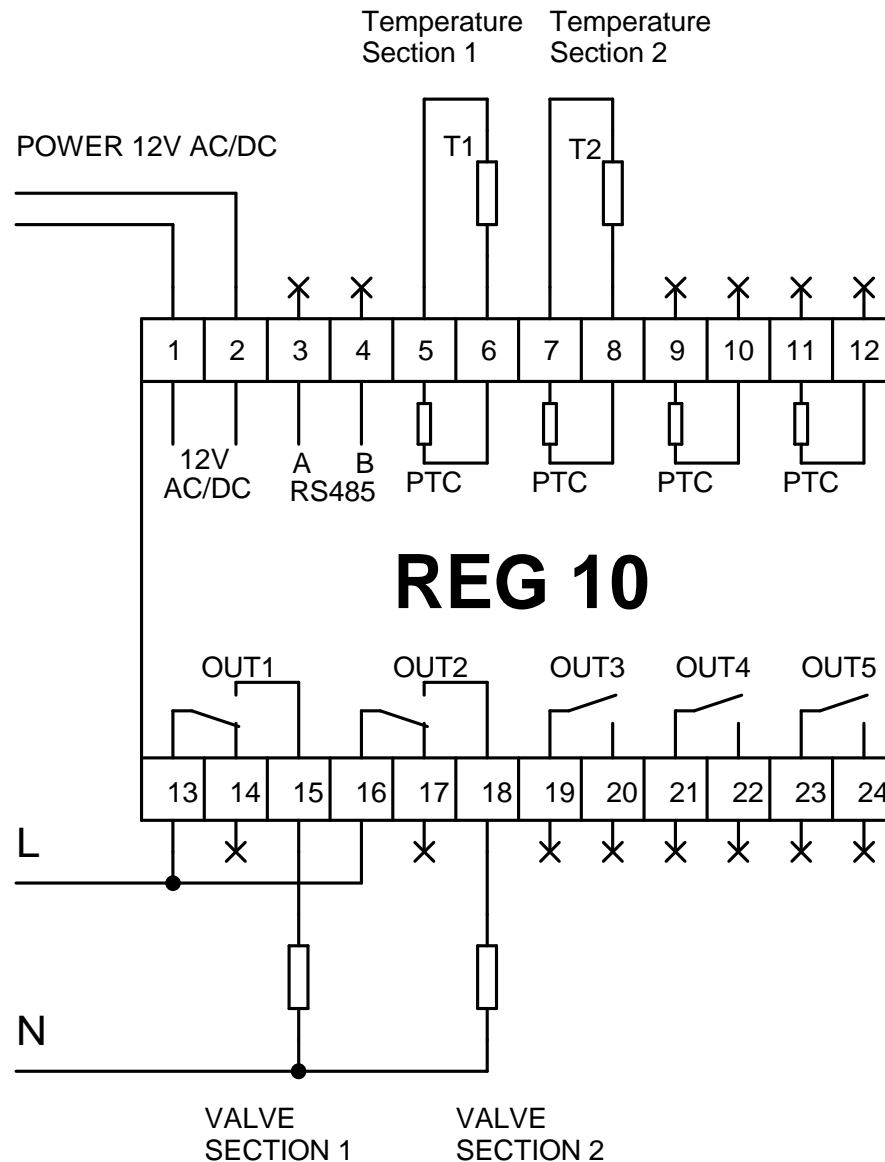 Temperature Section 1
Temperature Section 2
POWER 12V AC/DC
T1
T2
1 2 3 4 5 6 7 8 9 10 11 12
12V AC/DC
A B
RS485
PTC PTC PTC PTC
REG 10
OUT1 OUT2 OUT3 OUT4 OUT5
13 14 15 16 17 18 19 20 21 22 23 24
L
N
VALVE SECTION 1
VALVE SECTION 2